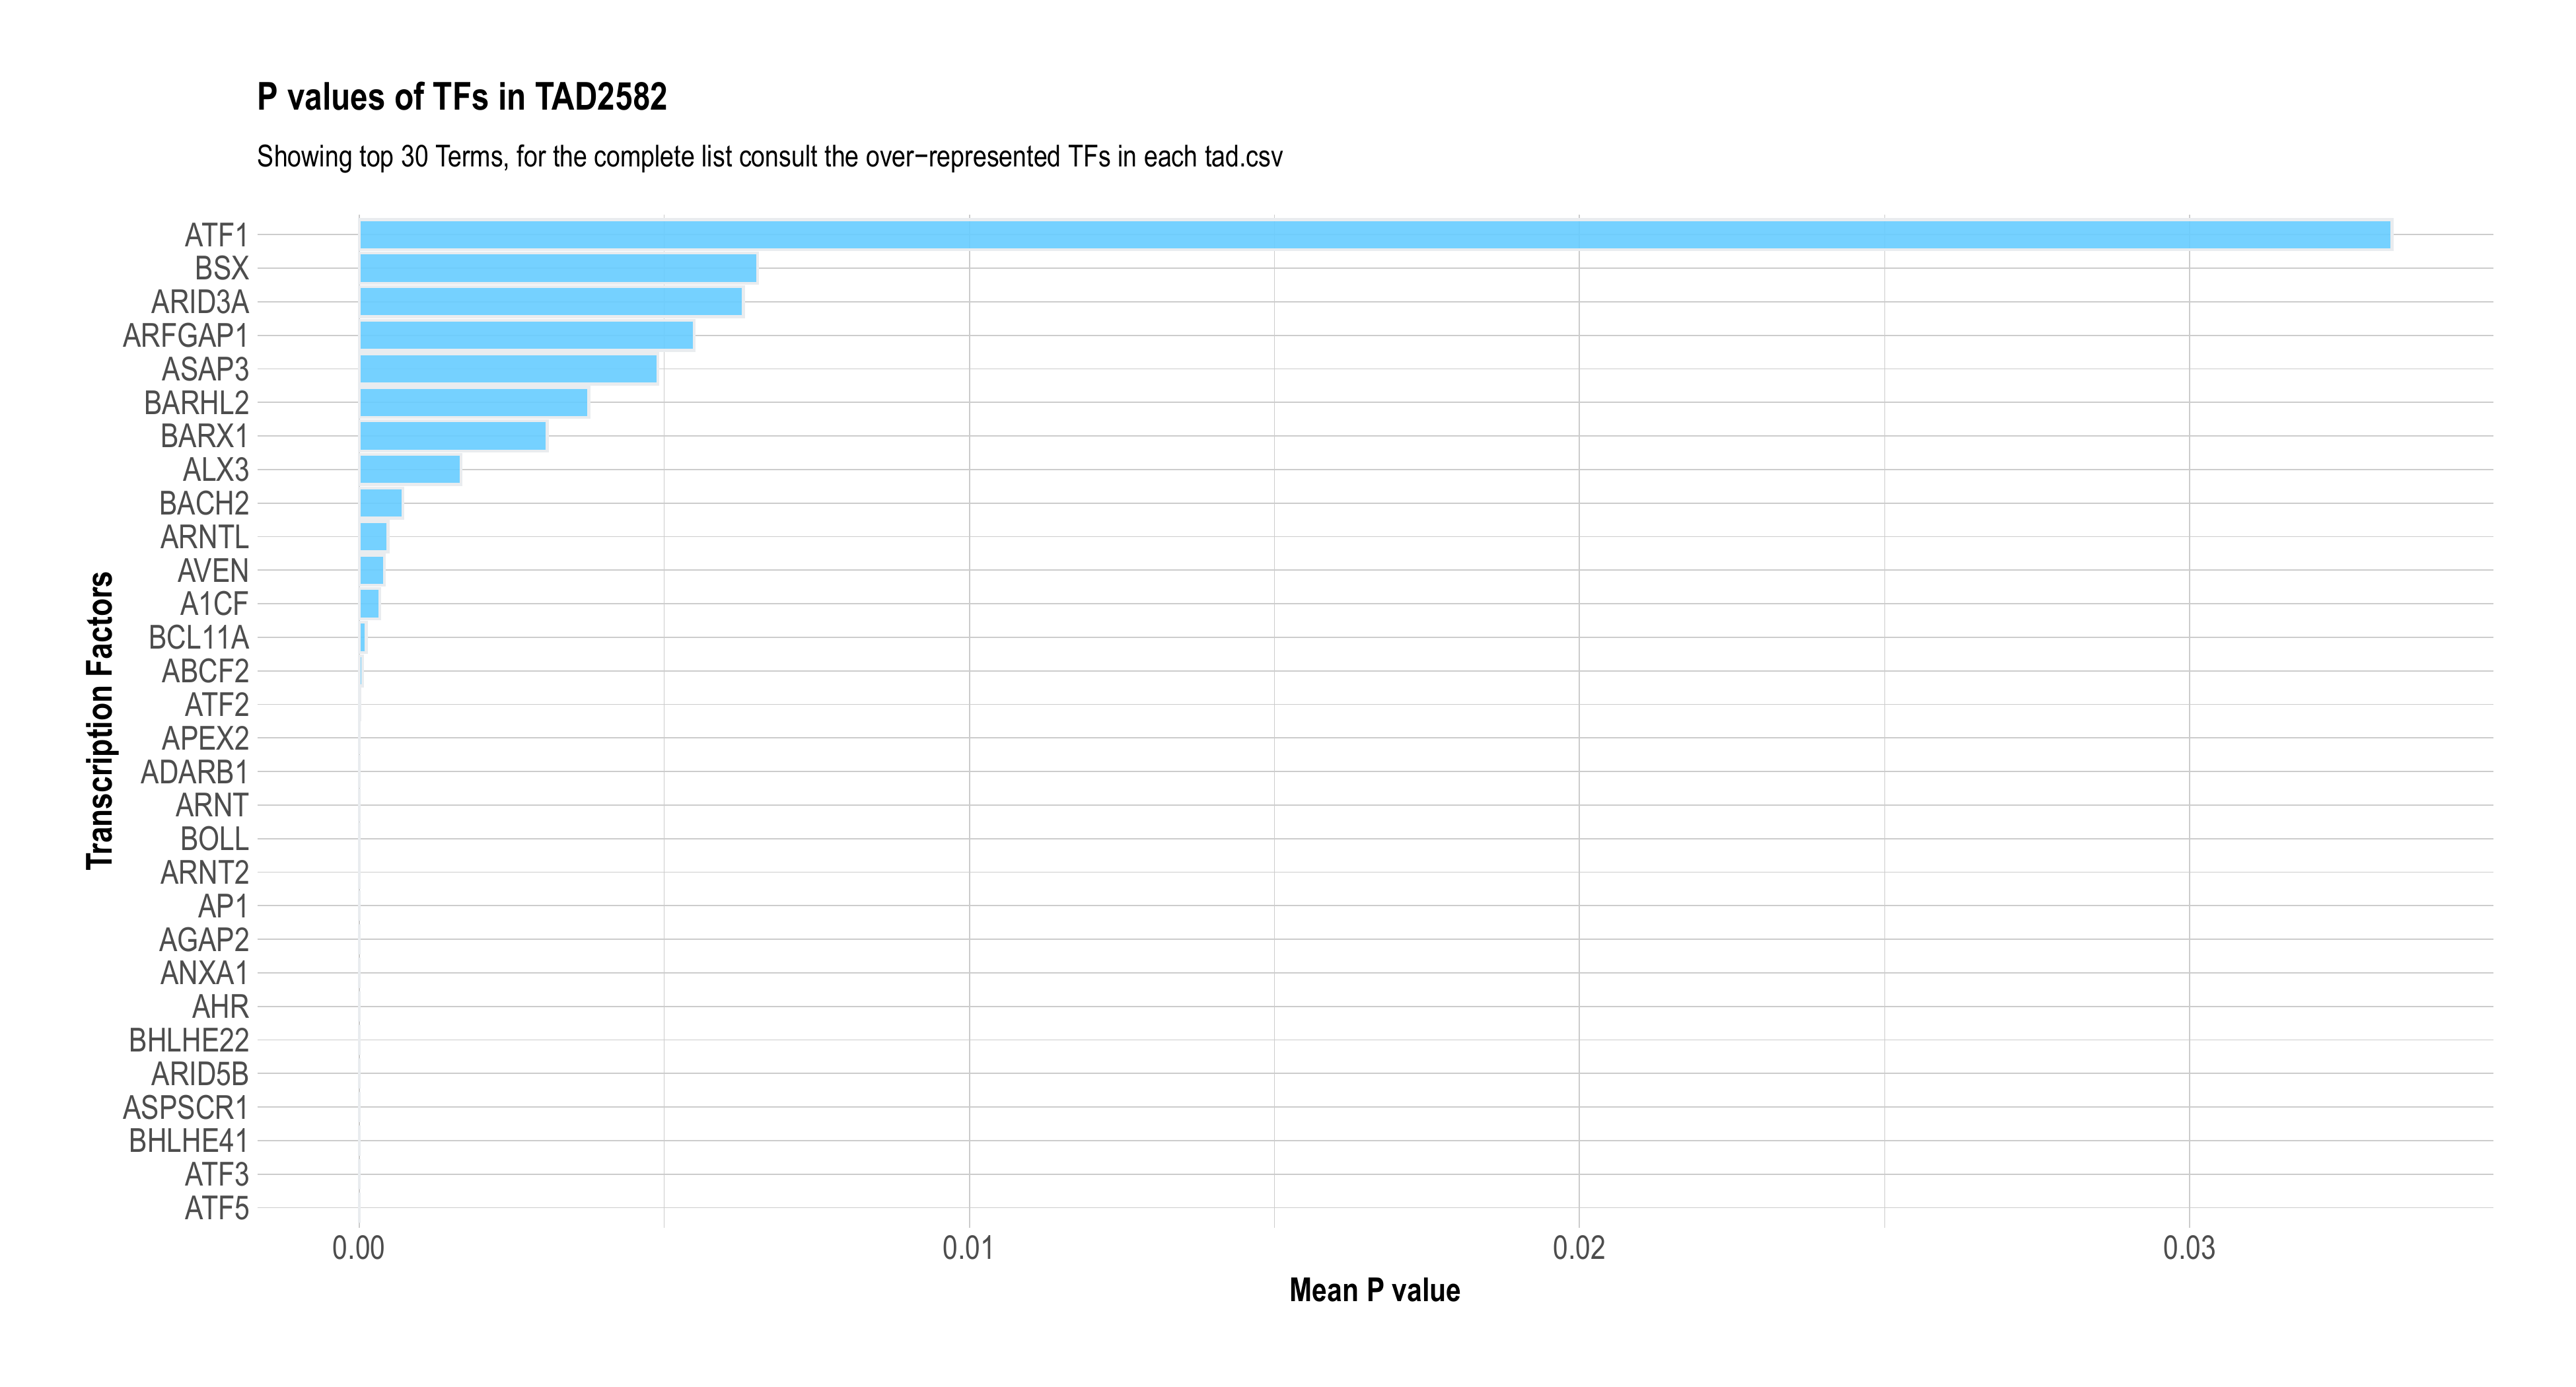 P values of TFs in TAD2582
Showing top 30 Terms, for the complete list consult the over−represented TFs in each tad.csv
Transcription Factors
ATF1
BSX
ARID3A
ARFGAP1
ASAP3
BARHL2
BARX1
ALX3
BACH2
ARNTL
AVEN
A1CF
BCL11A
ABCF2
ATF2
APEX2
ADARB1
ARNT
BOLL
ARNT2
AP1
AGAP2
ANXA1
AHR
BHLHE22
ARID5B
ASPSCR1
BHLHE41
ATF3
ATF5
0.00 0.01 0.02 0.03
Mean P value